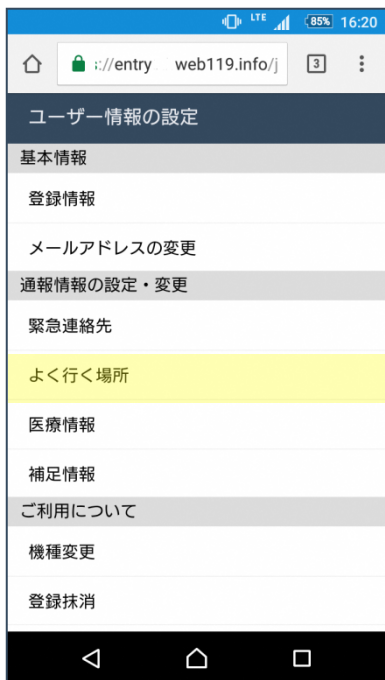 LTE 85% 16:20
://entry web119.info/j 3
ユーザー情報の設定
基本情報
登録情報
メールアドレスの変更
通報情報の設定・変更
緊急連絡先
よく行く場所
医療情報
補足情報
ご利用について
機種変更
登録抹消